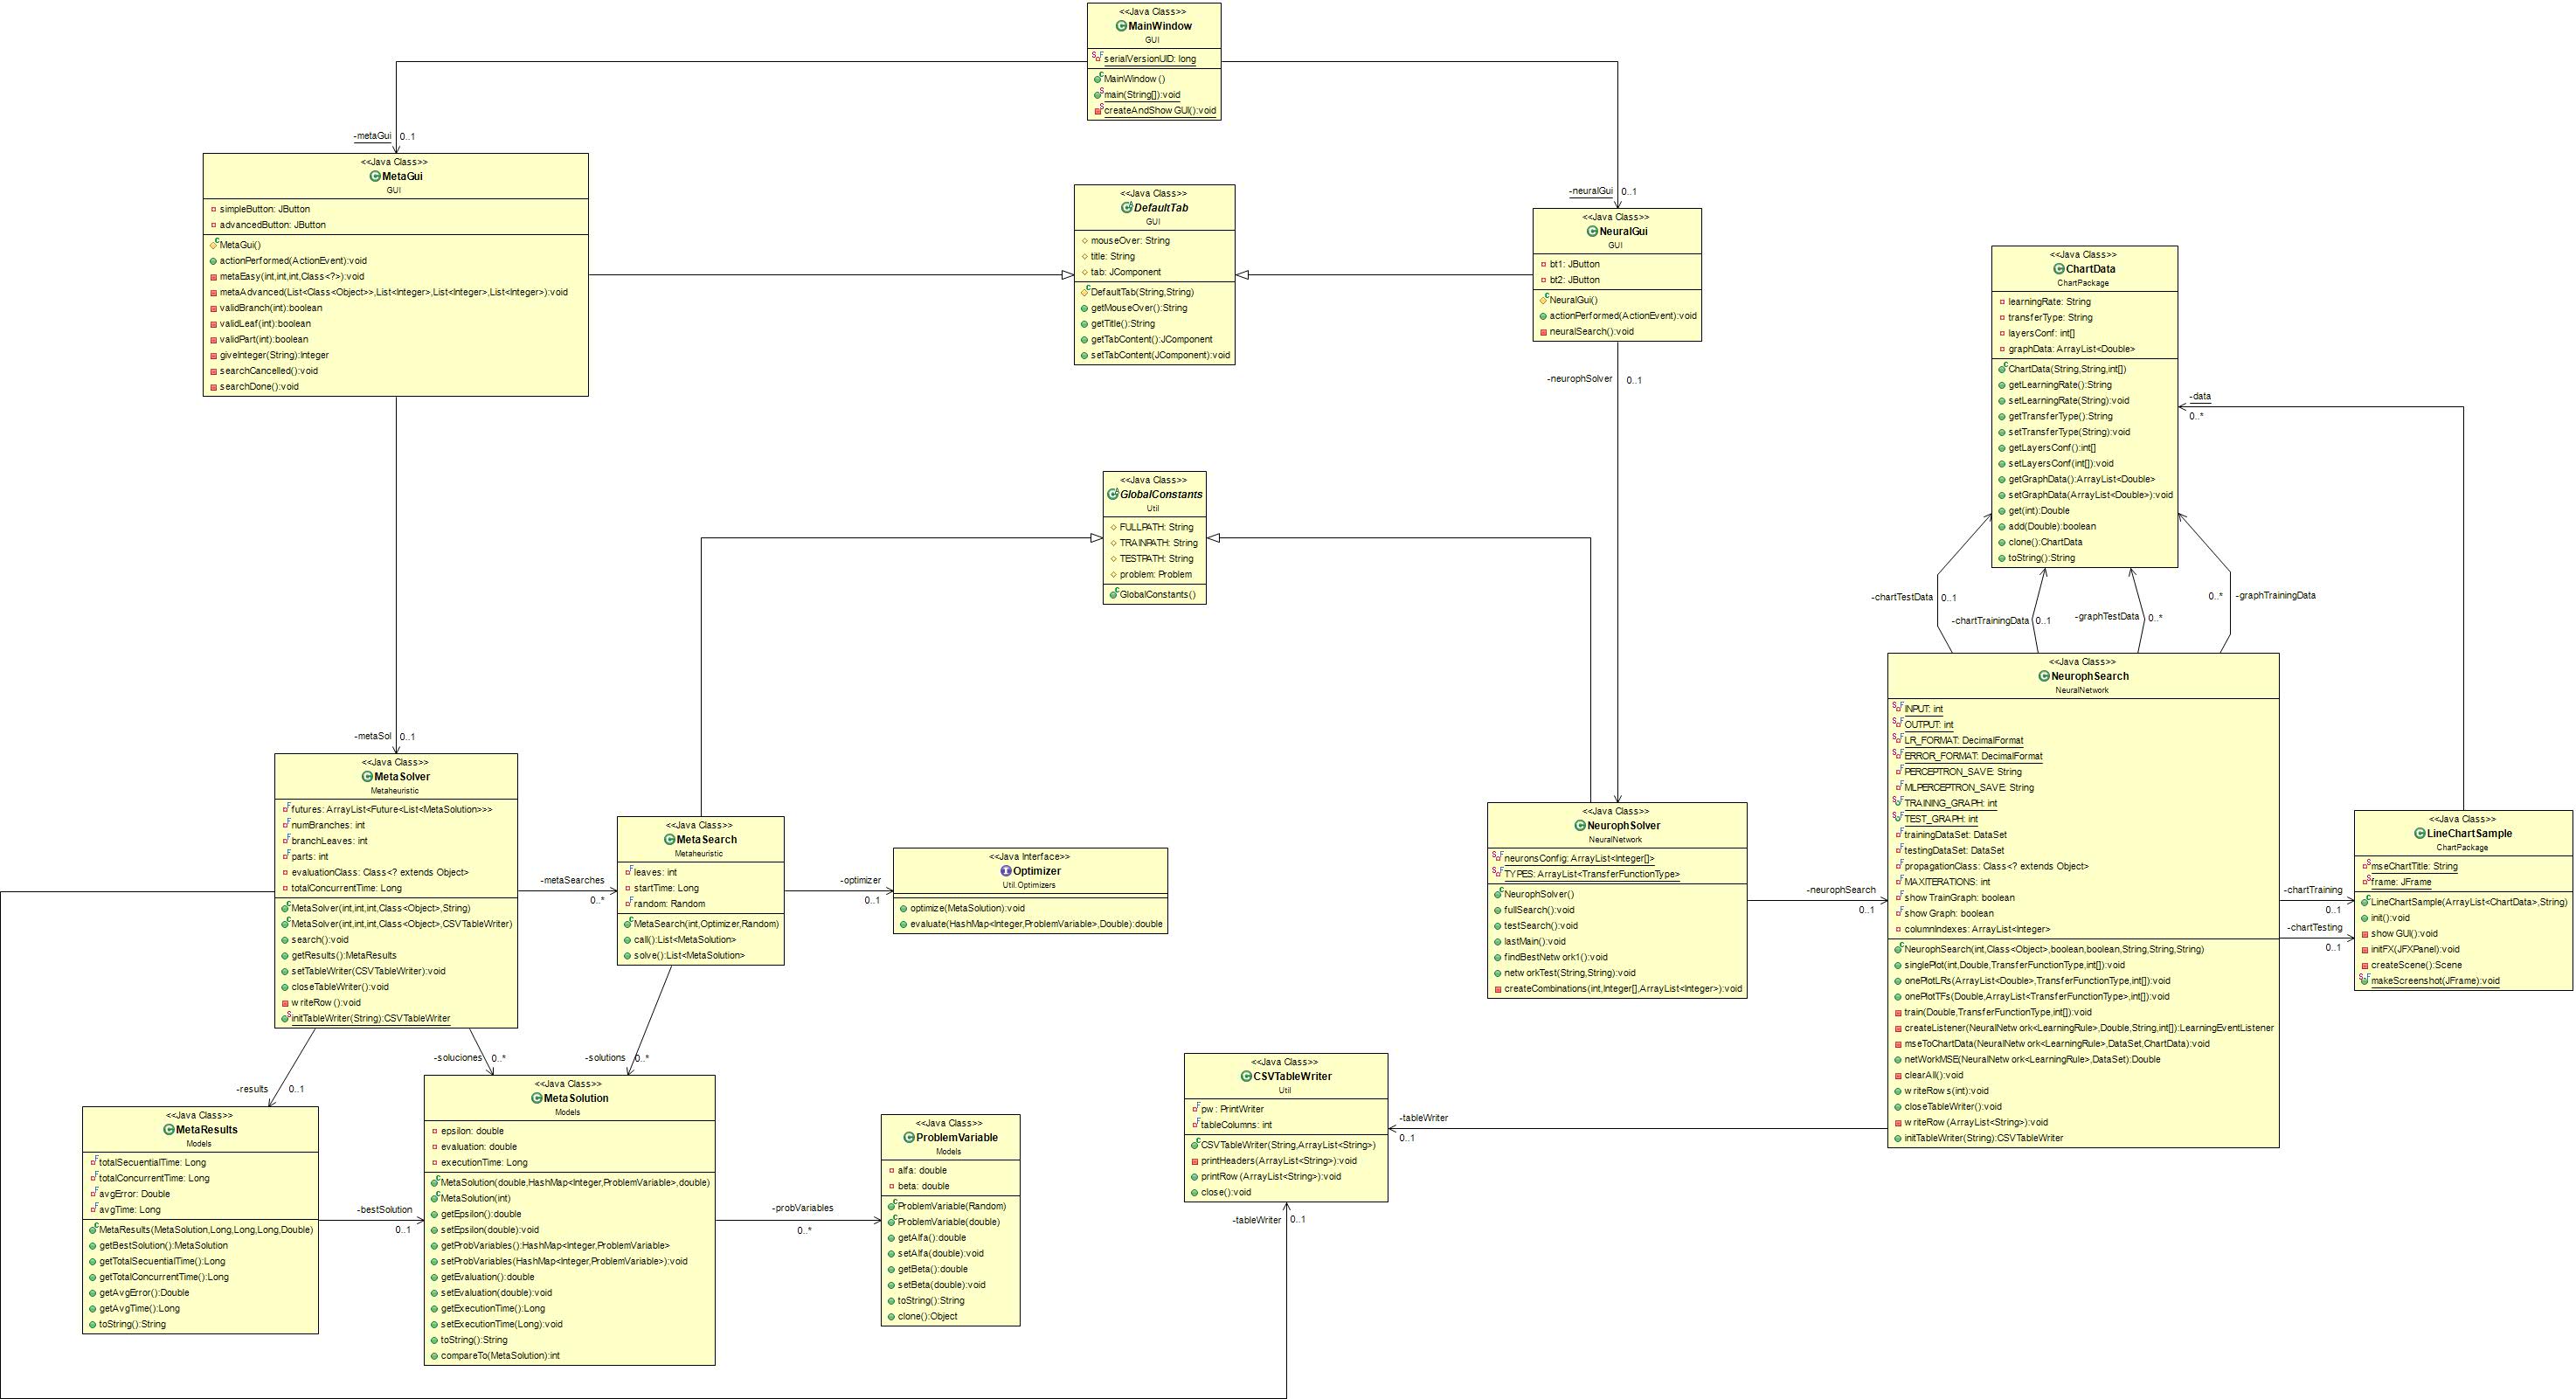 <<Java Class>>
MainWindow
GUI
serialVersionUID: long
MainWindow()
main(String[]):void
createAndShowGUI():void
-metaGui
0..1
-neuralGui
0..1
<<Java Class>>
MetaGui
GUI
simpleButton: JButton
advancedButton: JButton
MetaGui()
actionPerformed(ActionEvent):void
metaEasy(int,int,int,Class<?>):void
metaAdvanced(List<Class<Object>>,List<Integer>,List<Integer>,List<Integer>):void
validBranch(int):boolean
validLeaf(int):boolean
validPart(int):boolean
giveInteger(String):Integer
searchCancelled():void
searchDone():void
<<Java Class>>
DefaultTab
GUI
mouseOver: String
title: String
tab: JComponent
DefaultTab(String,String)
getMouseOver():String
getTitle():String
getTabContent():JComponent
setTabContent(JComponent):void
<<Java Class>>
NeuralGui
GUI
bt1: JButton
bt2: JButton
NeuralGui()
actionPerformed(ActionEvent):void
neuralSearch():void
-neurophSolver
0..1
<<Java Class>>
ChartData
ChartPackage
learningRate: String
transferType: String
layersConf: int[]
graphData: ArrayList<Double>
ChartData(String,String,int[])
getLearningRate():String
setLearningRate(String):void
getTransferType():String
setTransferType(String):void
getLayersConf():int[]
setLayersConf(int[]):void
getGraphData():ArrayList<Double>
setGraphData(ArrayList<Double>):void
get(int):Double
add(Double):boolean
clone():ChartData
toString():String
-data
0..*
<<Java Class>>
GlobalConstants
Util
FULLPATH: String
TRAINPATH: String
TESTPATH: String
problem: Problem
GlobalConstants()
-chartTestData
0..1
-chartTrainingData
0..1
-graphTestData
0..*
0..*
-graphTrainingData
-metaSol
0..1
<<Java Class>>
MetaSolver
Metaheuristic
futures: ArrayList<Future<List<MetaSolution>>>
numBranches: int
branchLeaves: int
parts: int
evaluationClass: Class<? extends Object>
totalConcurrentTime: Long
MetaSolver(int,int,int,Class<Object>,String)
MetaSolver(int,int,int,Class<Object>,CSVTableWriter)
search():void
getResults():MetaResults
setTableWriter(CSVTableWriter):void
closeTableWriter():void
writeRow():void
initTableWriter(String):CSVTableWriter
-metaSearches
0..*
<<Java Class>>
MetaSearch
Metaheuristic
leaves: int
startTime: Long
random: Random
MetaSearch(int,Optimizer,Random)
call():List<MetaSolution>
solve():List<MetaSolution>
-optimizer
0..1
<<Java Interface>>
Optimizer
Util.Optimizers
optimize(MetaSolution):void
evaluate(HashMap<Integer,ProblemVariable>,Double):double
<<Java Class>>
NeurophSolver
NeuralNetwork
neuronsConfig: ArrayList<Integer[]>
TYPES: ArrayList<TransferFunctionType>
NeurophSolver()
fullSearch():void
testSearch():void
lastMain():void
findBestNetwork1():void
networkTest(String,String):void
createCombinations(int,Integer[],ArrayList<Integer>):void
-neurophSearch
0..1
<<Java Class>>
NeurophSearch
NeuralNetwork
INPUT: int
OUTPUT: int
LR_FORMAT: DecimalFormat
ERROR_FORMAT: DecimalFormat
PERCEPTRON_SAVE: String
MLPERCEPTRON_SAVE: String
TRAINING_GRAPH: int
TEST_GRAPH: int
trainingDataSet: DataSet
testingDataSet: DataSet
propagationClass: Class<? extends Object>
MAXITERATIONS: int
showTrainGraph: boolean
showGraph: boolean
columnIndexes: ArrayList<Integer>
NeurophSearch(int,Class<Object>,boolean,boolean,String,String,String)
singlePlot(int,Double,TransferFunctionType,int[]):void
onePlotLRs(ArrayList<Double>,TransferFunctionType,int[]):void
onePlotTFs(Double,ArrayList<TransferFunctionType>,int[]):void
train(Double,TransferFunctionType,int[]):void
createListener(NeuralNetwork<LearningRule>,Double,String,int[]):LearningEventListener
mseToChartData(NeuralNetwork<LearningRule>,DataSet,ChartData):void
netWorkMSE(NeuralNetwork<LearningRule>,DataSet):Double
clearAll():void
writeRows(int):void
closeTableWriter():void
writeRow(ArrayList<String>):void
initTableWriter(String):CSVTableWriter
-chartTraining
0..1
-chartTesting
0..1
<<Java Class>>
LineChartSample
ChartPackage
mseChartTitle: String
frame: JFrame
LineChartSample(ArrayList<ChartData>,String)
init():void
showGUI():void
initFX(JFXPanel):void
createScene():Scene
makeScreenshot(JFrame):void
-results
0..1
-soluciones
0..*
-solutions
0..*
<<Java Class>>
MetaResults
Models
totalSecuentialTime: Long
totalConcurrentTime: Long
avgError: Double
avgTime: Long
MetaResults(MetaSolution,Long,Long,Long,Double)
getBestSolution():MetaSolution
getTotalSecuentialTime():Long
getTotalConcurrentTime():Long
getAvgError():Double
getAvgTime():Long
toString():String
-bestSolution
0..1
<<Java Class>>
MetaSolution
Models
epsilon: double
evaluation: double
executionTime: Long
MetaSolution(double,HashMap<Integer,ProblemVariable>,double)
MetaSolution(int)
getEpsilon():double
setEpsilon(double):void
getProbVariables():HashMap<Integer,ProblemVariable>
setProbVariables(HashMap<Integer,ProblemVariable>):void
getEvaluation():double
setEvaluation(double):void
getExecutionTime():Long
setExecutionTime(Long):void
toString():String
compareTo(MetaSolution):int
-probVariables
0..*
<<Java Class>>
ProblemVariable
Models
alfa: double
beta: double
ProblemVariable(Random)
ProblemVariable(double)
getAlfa():double
setAlfa(double):void
getBeta():double
setBeta(double):void
toString():String
clone():Object
<<Java Class>>
CSVTableWriter
Util
pw: PrintWriter
tableColumns: int
CSVTableWriter(String,ArrayList<String>)
printHeaders(ArrayList<String>):void
printRow(ArrayList<String>):void
close():void
-tableWriter
0..1
-tableWriter
0..1